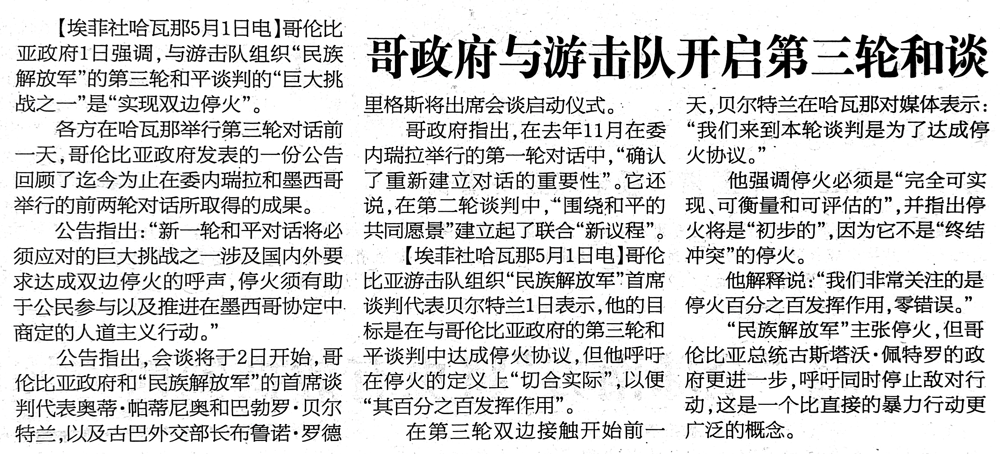 哥政府与游击队开启第三轮和谈
【埃菲社哈瓦那5月1日电】哥伦比
亚政府1日强调,与游击队组织“民族
解放军”的第三轮和平谈判的“巨大挑
战之一”是“实现双边停火”。
各方在哈瓦那举行第三轮对话前
一天,哥伦比亚政府发表的一份公告
回顾了迄今为止在委内瑞拉和墨西哥
举行的前两轮对话所取得的成果。
公告指出:“新一轮和平对话将必
须应对的巨大挑战之一涉及国内外要
求达成双边停火的呼声,停火须有助
于公民参与以及推进在墨西哥协定中
商定的人道主义行动。”
公告指出,会谈将于2日开始,哥
伦比亚政府和“民族解放军”的首席谈
判代表奥蒂·帕蒂尼奥和巴勃罗·贝尔
特兰,以及古巴外交部长布鲁诺·罗德
里格斯将出席会谈启动仪式。
哥政府指出,在去年11月在委
内瑞拉举行的第一轮对话中,“确认
了重新建立对话的重要性”。它还
说,在第二轮谈判中,“围绕和平的
共同愿景”建立起了联合“新议程”。
【埃菲社哈瓦那5月1日电】哥伦
比亚游击队组织“民族解放军”首席
谈判代表贝尔特兰1日表示,他的目
标是在与哥伦比亚政府的第三轮和
平谈判中达成停火协议,但他呼吁
在停火的定义上“切合实际”,以便
“其百分之百发挥作用”。
在第三轮双边接触开始前一
天,贝尔特兰在哈瓦那对媒体表示:
“我们来到本轮谈判是为了达成停
火协议。”
他强调停火必须是“完全可实
现、可衡量和可评估的”,并指出停
火将是“初步的”,因为它不是“终结
冲突”的停火。
他解释说:“我们非常关注的是
停火百分之百发挥作用,零错误。”
“民族解放军”主张停火,但哥
伦比亚总统古斯塔沃·佩特罗的政
府更进一步,呼吁同时停止敌对行
动,这是一个比直接的暴力行动更
广泛的概念。